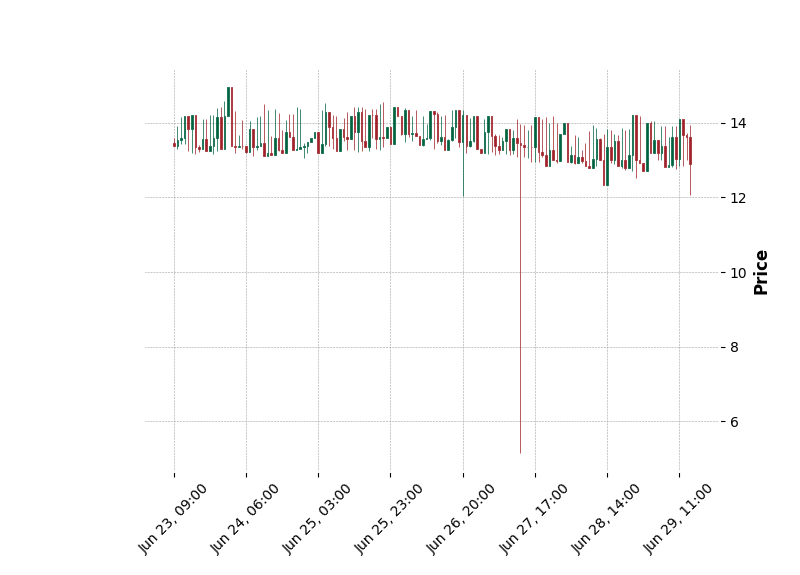 14
12
10
8
6
Price
Jun 23, 09:00
Jun 24, 06:00
Jun 25, 03:00
Jun 25, 23:00
Jun 26, 20:00
Jun 27, 17:00
Jun 28, 14:00
Jun 29, 11:00